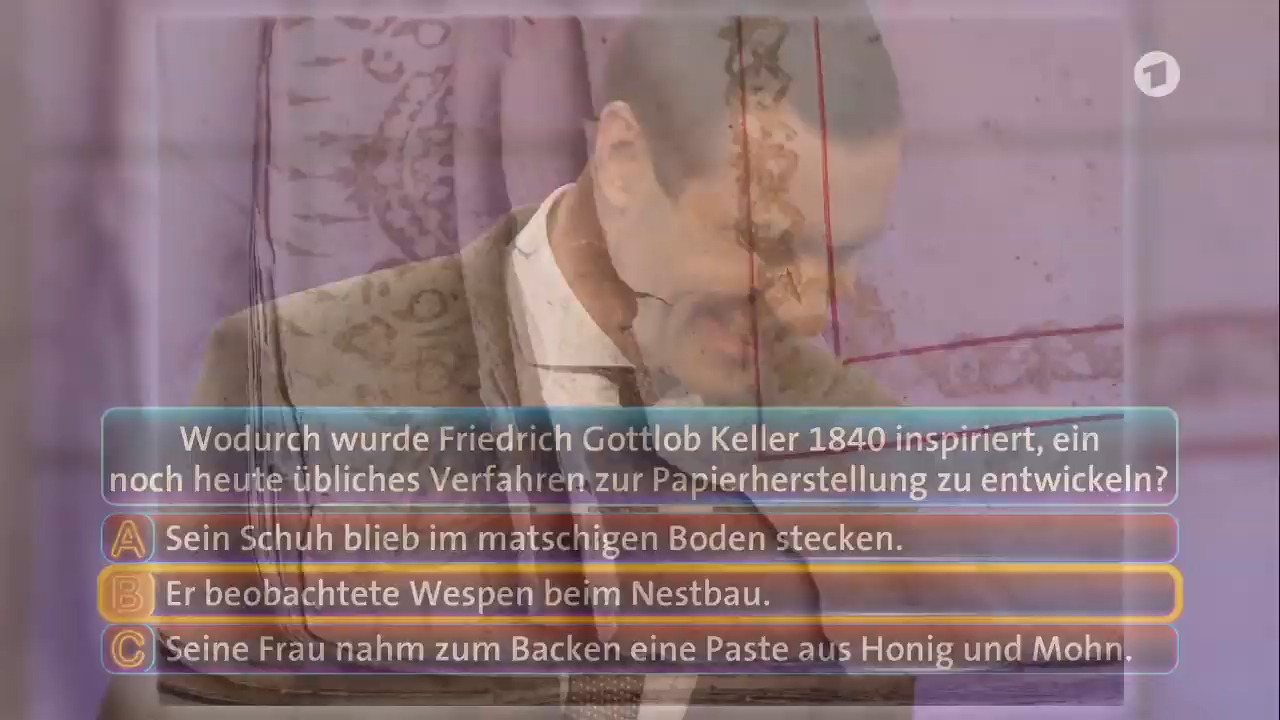 1
Wodurch wurde Friedrich Gottlob Keller 1840 inspiriert, ein
noch heute übliches Verfahren zur Papierherstellung zu entwickeln?
A Sein Schuh blieb im matschigen Boden stecken.
B Er beobachtete Wespen beim Nestbau.
C Seine Frau nahm zum Backen eine Paste aus Honig und Mohn.